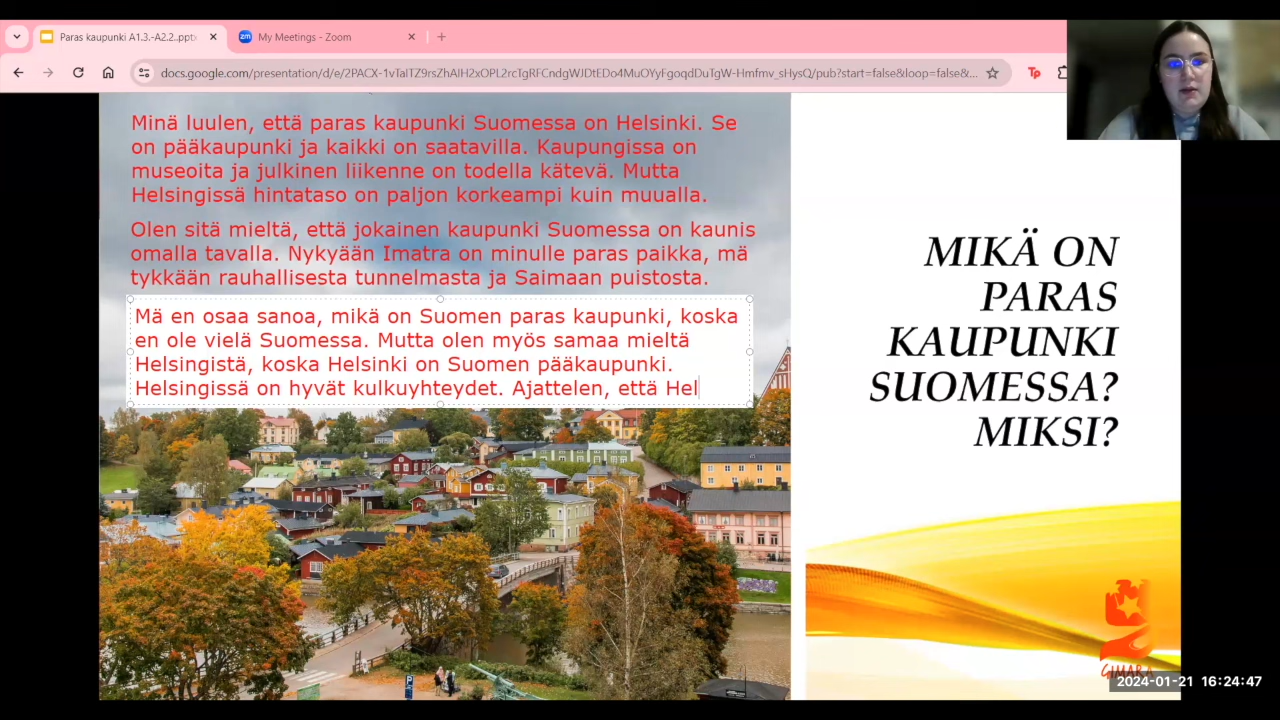 Paras kaupunki A1.3.-A2.2..pptx
My Meetings - Zoom
docs.google.com/presentation/d/e/2PACX-1vTaITZ9rsZhAIH2xOPL2rcTgRFCndgWJDtEDo4MuOYyFgoqdDuTgW-Hmfmv_sHysQ/pub?start=false&loop=false&...
Tp
Minä luulen, että paras kaupunki Suomessa on Helsinki. Se
on pääkaupunki ja kaikki on saatavilla. Kaupungissa on
museoita ja julkinen liikenne on todella kätevä. Mutta
Helsingissä hintataso on paljon korkeampi kuin muualla.
Olen sitä mieltä, että jokainen kaupunki Suomessa on kaunis
omalla tavalla. Nykyään Imatra on minulle paras paikka, mä
tykkään rauhallisesta tunnelmasta ja Saimaan puistosta.
Mä en osaa sanoa, mikä on Suomen paras kaupunki, koska
en ole vielä Suomessa. Mutta olen myös samaa mieltä
Helsingistä, koska Helsinki on Suomen pääkaupunki.
Helsingissä on hyvät kulkuyhteydet. Ajattelen, että Hel
MIKÄ ON
PARAS
KAUPUNKI
SUOMESSA?
MIKSI?
GIMARA
2024-01-21 16:24:47